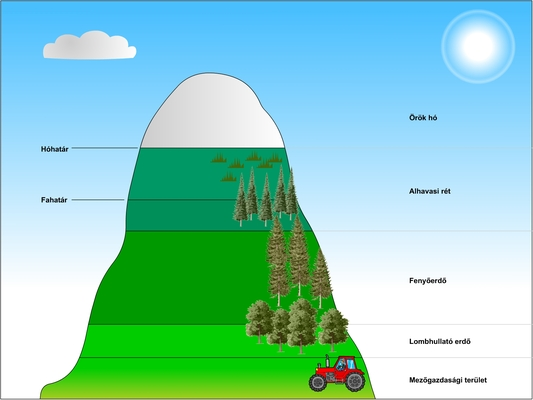 Örök hó
Hóhatár
Alhavasi rét
Fahatár
Fenyőerdő
Lombhullató erdő
Mezőgazdasági terület